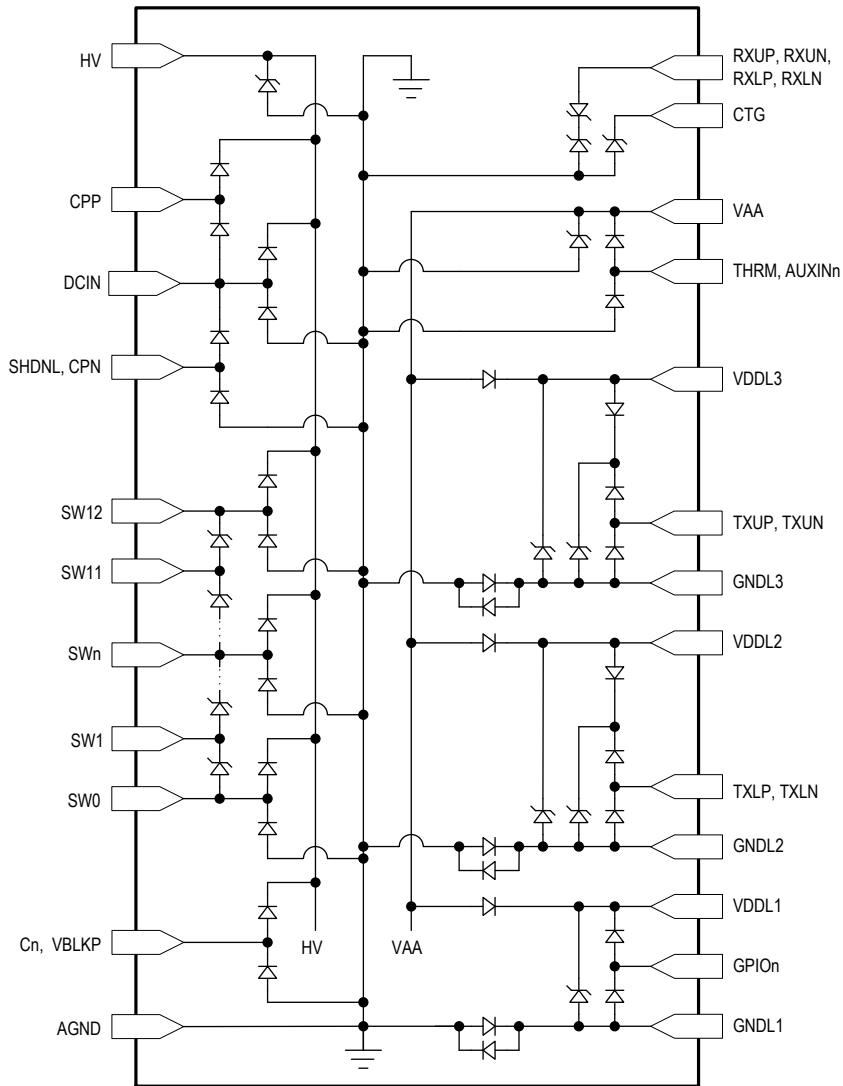 HV
CPP
DCIN
SHDNL, CPN
SW12
SW11
SWn
SW1
SW0
Cn, VBLKP
AGND
HV
VAA
RXUP, RXUN,
RXLP, RXLN
CTG
VAA
THRM, AUXINn
VDDL3
TXUP, TXUN
GNDL3
VDDL2
TXLP, TXLN
GNDL2
VDDL1
GPIOn
GNDL1